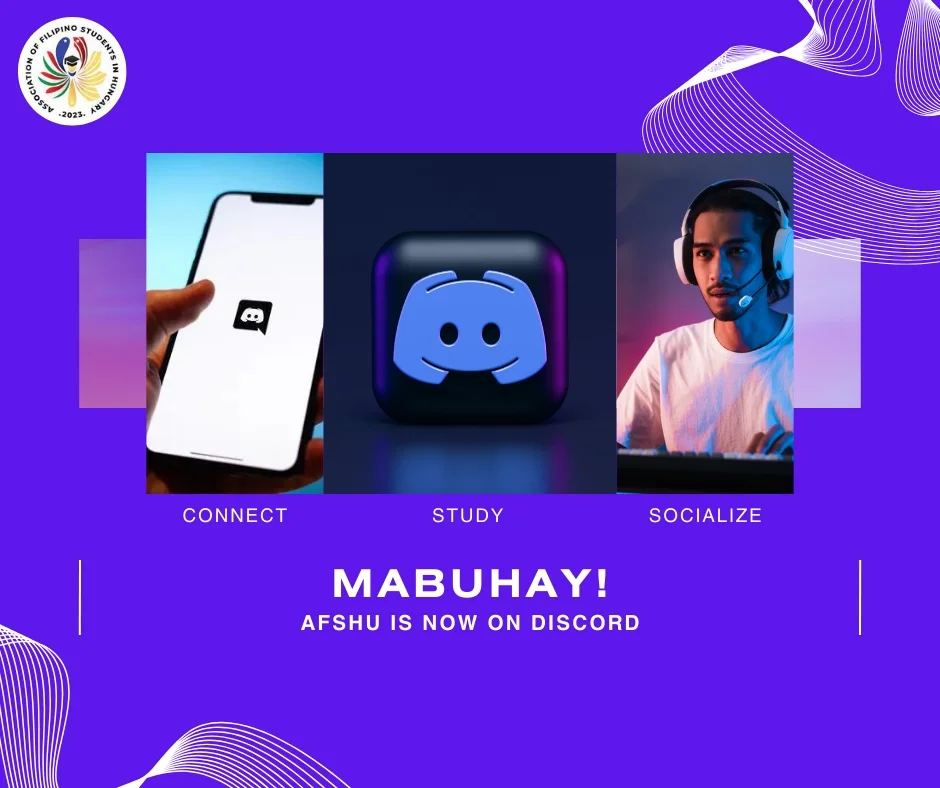 ASSOCIATION OF FILIPINO STUDENTS IN HUNGARY
.2023.
CONNECT
STUDY
SOCIALIZE
MABUHAY!
AFSHU IS NOW ON DISCORD